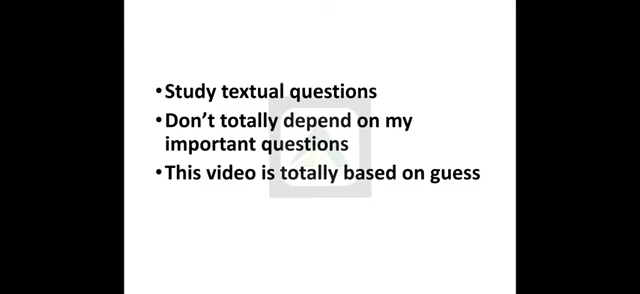 •Study textual questions
•Don't totally depend on my
important questions
•This video is totally based on guess